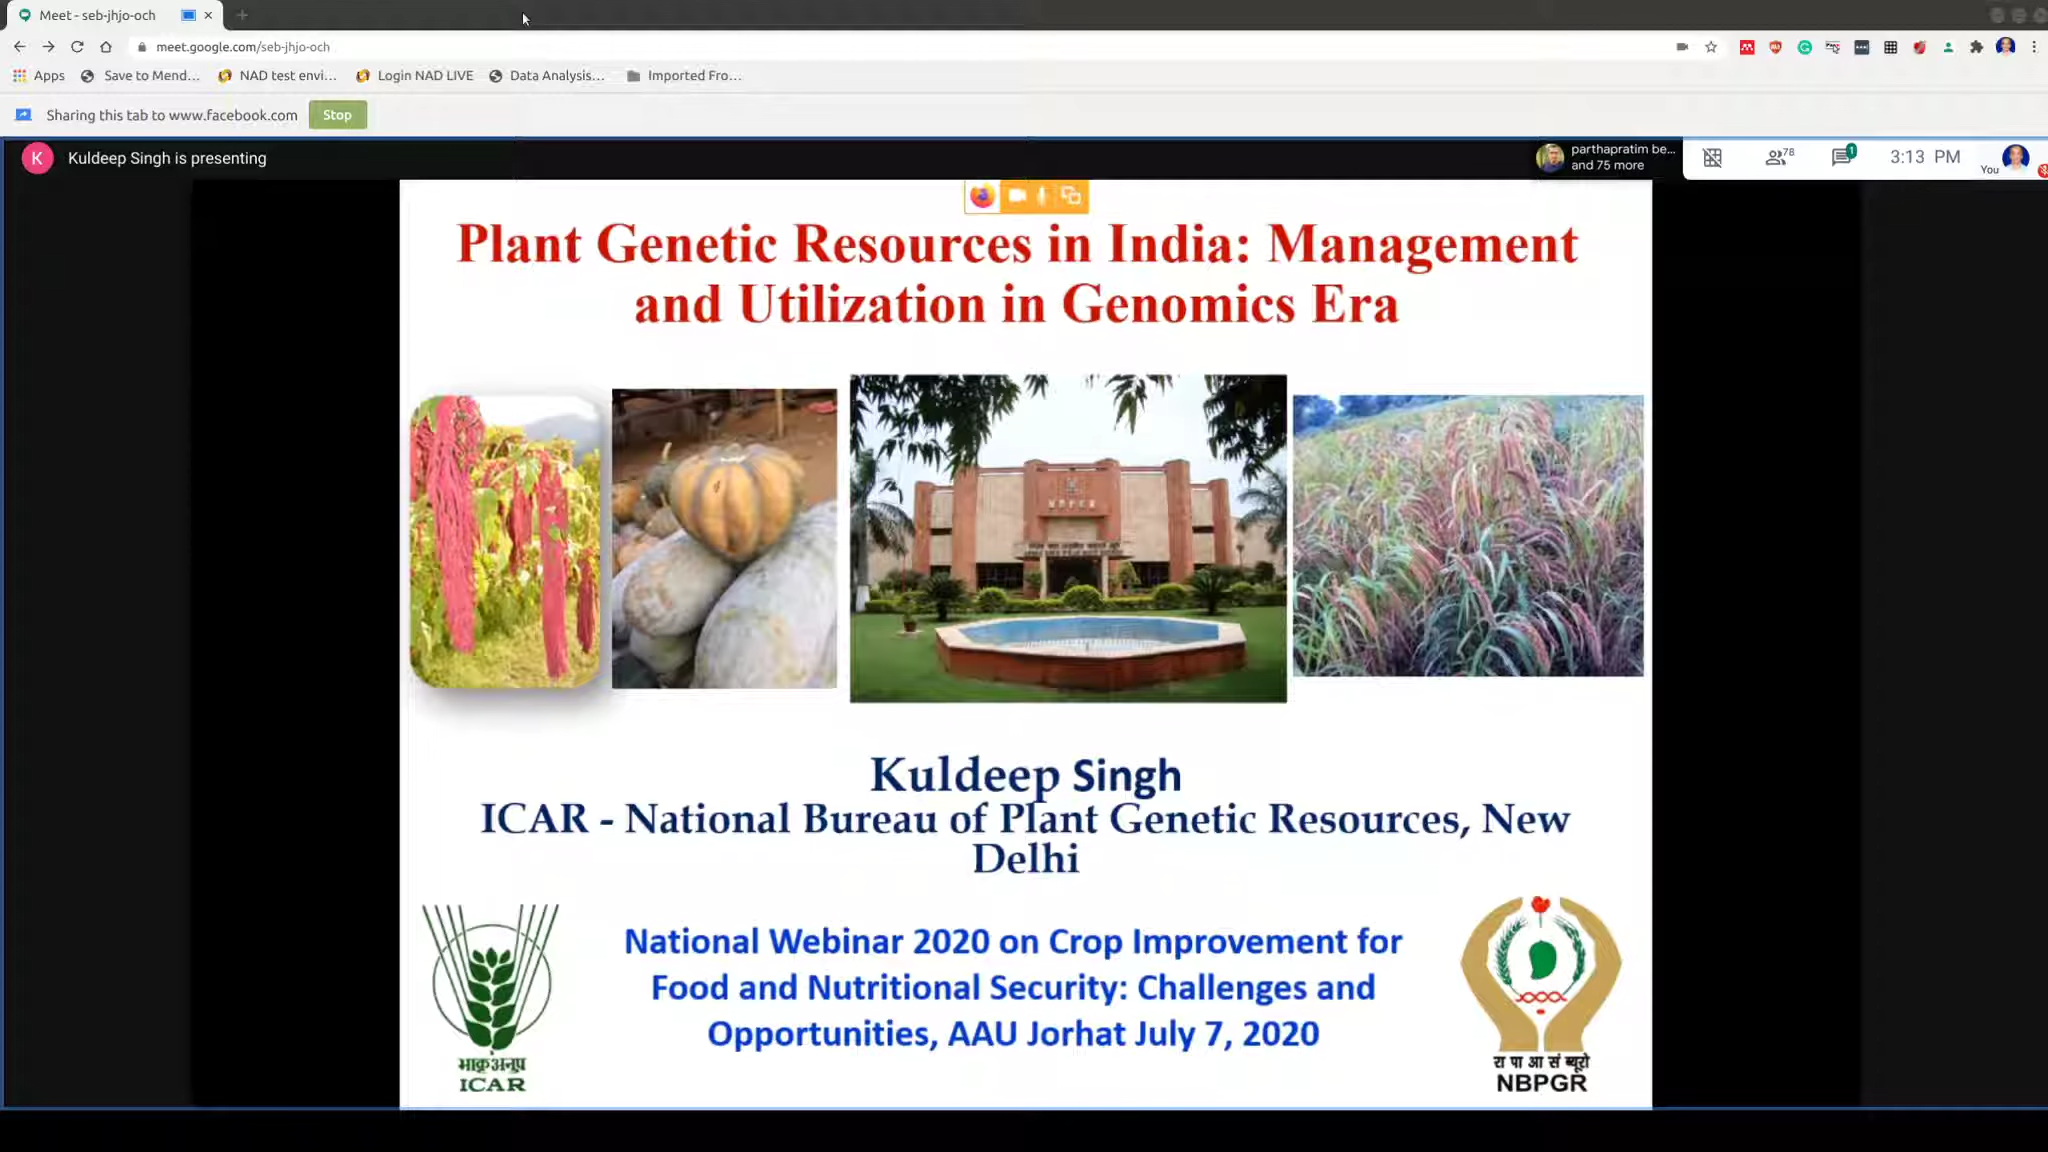 Meet - seb-jhjo-och
meet.google.com/seb-jhjo-och
Apps
Save to Mend...
NAD test envi...
Login NAD LIVE
Data Analysis...
Imported Fro...
Sharing this tab to www.facebook.com
Stop
K
Kuldeep Singh is presenting
parthapratim be...
and 75 more
78
1
3:13 PM
You
Plant Genetic Resources in India: Management
and Utilization in Genomics Era
NBPGR
Kuldeep Singh
ICAR - National Bureau of Plant Genetic Resources, New
Delhi
National Webinar 2020 on Crop Improvement for
Food and Nutritional Security: Challenges and
Opportunities, AAU Jorhat July 7, 2020
भाकृअनुप
ICAR
रा पा आ सं ब्यूरो
NBPGR